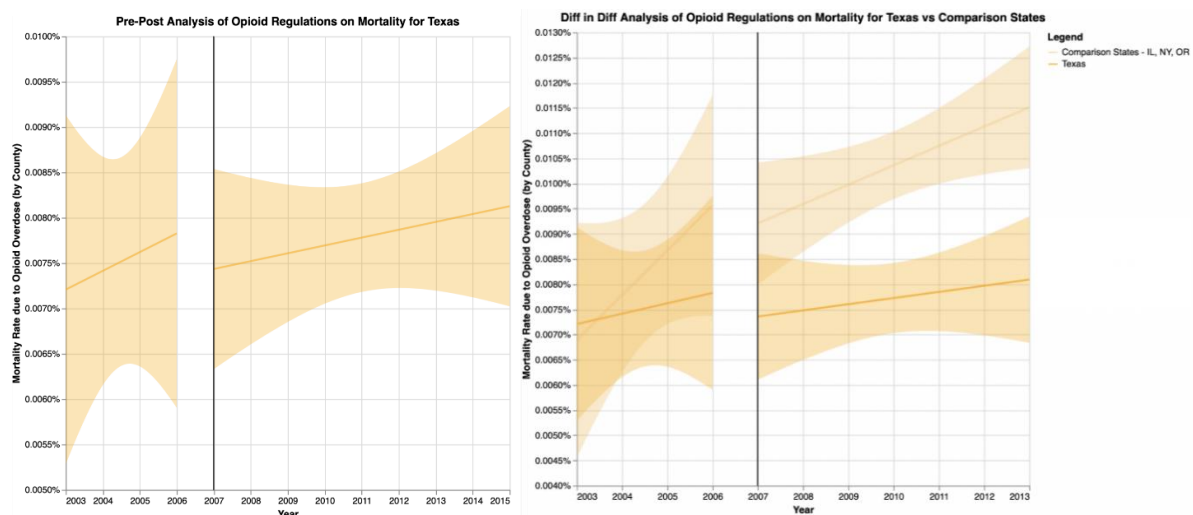 Pre-Post Analysis of Opioid Regulations on Mortality for Texas
0.0100%
0.0095%
0.0090%
0.0085%
0.0080%
0.0075%
0.0070%
0.0065%
0.0060%
0.0055%
0.0050%
Mortality Rate due to Opioid Overdose (by County)
2003 2004 2005 2006 2007 2008 2009 2010 2011 2012 2013 2014 2015
Year
Diff in Diff Analysis of Opioid Regulations on Mortality for Texas vs Comparison States
0.0130%
0.0125%
0.0120%
0.0115%
0.0110%
0.0105%
0.0100%
0.0095%
0.0090%
0.0085%
0.0080%
0.0075%
0.0070%
0.0065%
0.0060%
0.0055%
0.0050%
0.0045%
0.0040%
Mortality Rate due to Opioid Overdose (by County)
2003 2004 2005 2006 2007 2008 2009 2010 2011 2012 2013
Year
Legend
Comparison States - IL, NY, OR
Texas